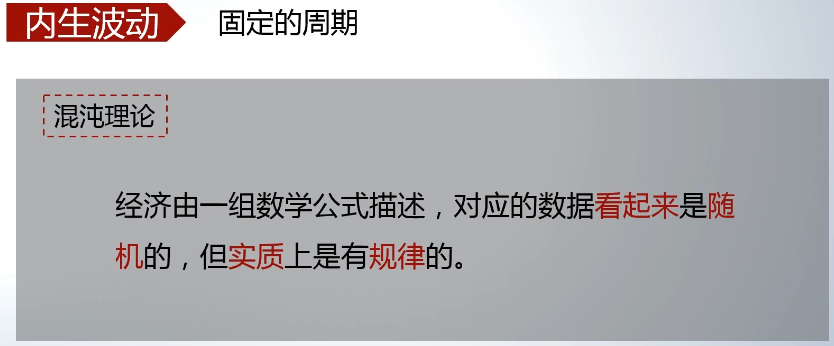 内生波动 固定的周期
混沌理论
经济由一组数学公式描述，对应的数据看起来是随
机的，但实质上是有规律的。